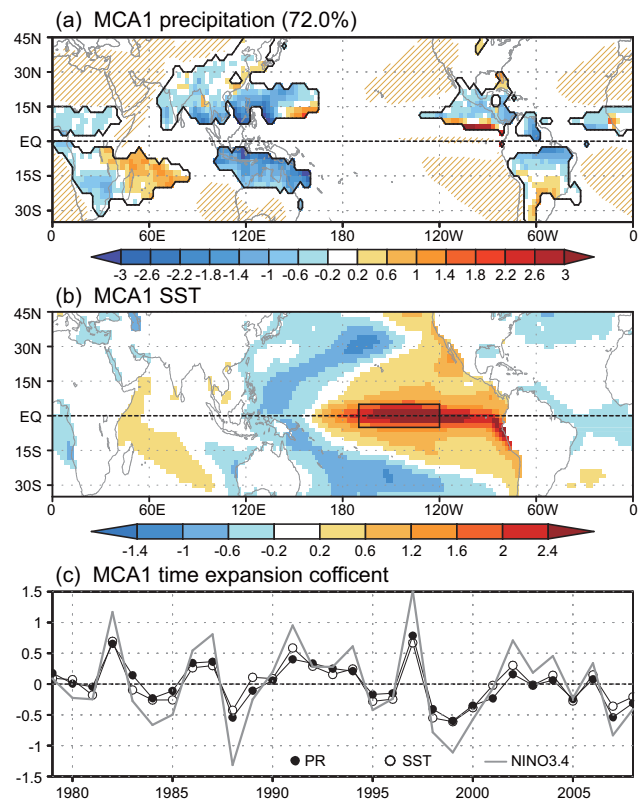 (a) MCA1 precipitation (72.0%)
45N
30N
15N
EQ
15S
30S
0 60E 120E 180 120W 60W 0
-3 -2.6 -2.2 -1.8 -1.4 -1 -0.6 -0.2 0.2 0.6 1 1.4 1.8 2.2 2.6 3
(b) MCA1 SST
45N
30N
15N
EQ
15S
30S
0 60E 120E 180 120W 60W 0
-1.4 -1 -0.6 -0.2 0.2 0.6 1.2 1.6 2 2.4
(c) MCA1 time expansion cofficent
1.5
1
0.5
0
-0.5
-1
-1.5
PR SST NINO3.4
1980 1985 1990 1995 2000 2005